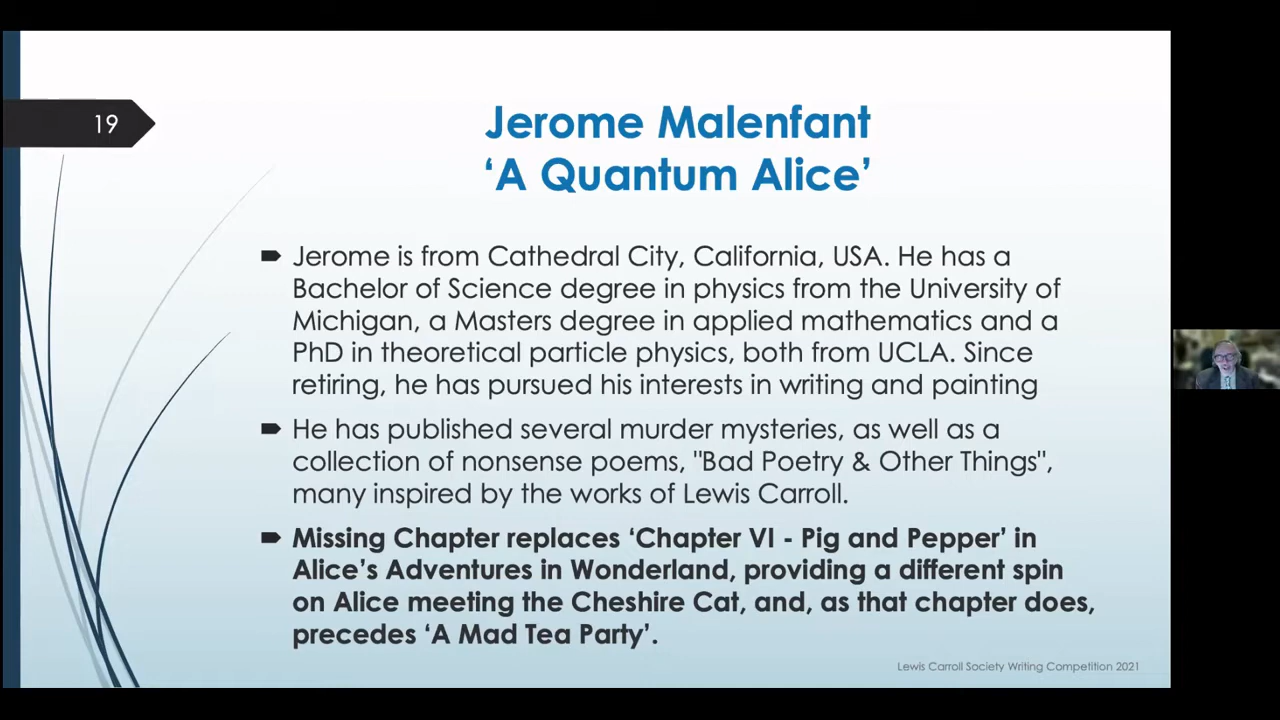 19
Jerome Malenfant
‘A Quantum Alice’
Jerome is from Cathedral City, California, USA. He has a
Bachelor of Science degree in physics from the University of
Michigan, a Masters degree in applied mathematics and a
PhD in theoretical particle physics, both from UCLA. Since
retiring, he has pursued his interests in writing and painting
He has published several murder mysteries, as well as a
collection of nonsense poems, "Bad Poetry & Other Things",
many inspired by the works of Lewis Carroll.
Missing Chapter replaces ‘Chapter VI - Pig and Pepper’ in
Alice’s Adventures in Wonderland, providing a different spin
on Alice meeting the Cheshire Cat, and, as that chapter does,
precedes ‘A Mad Tea Party’.
Lewis Carroll Society Writing Competition 2021